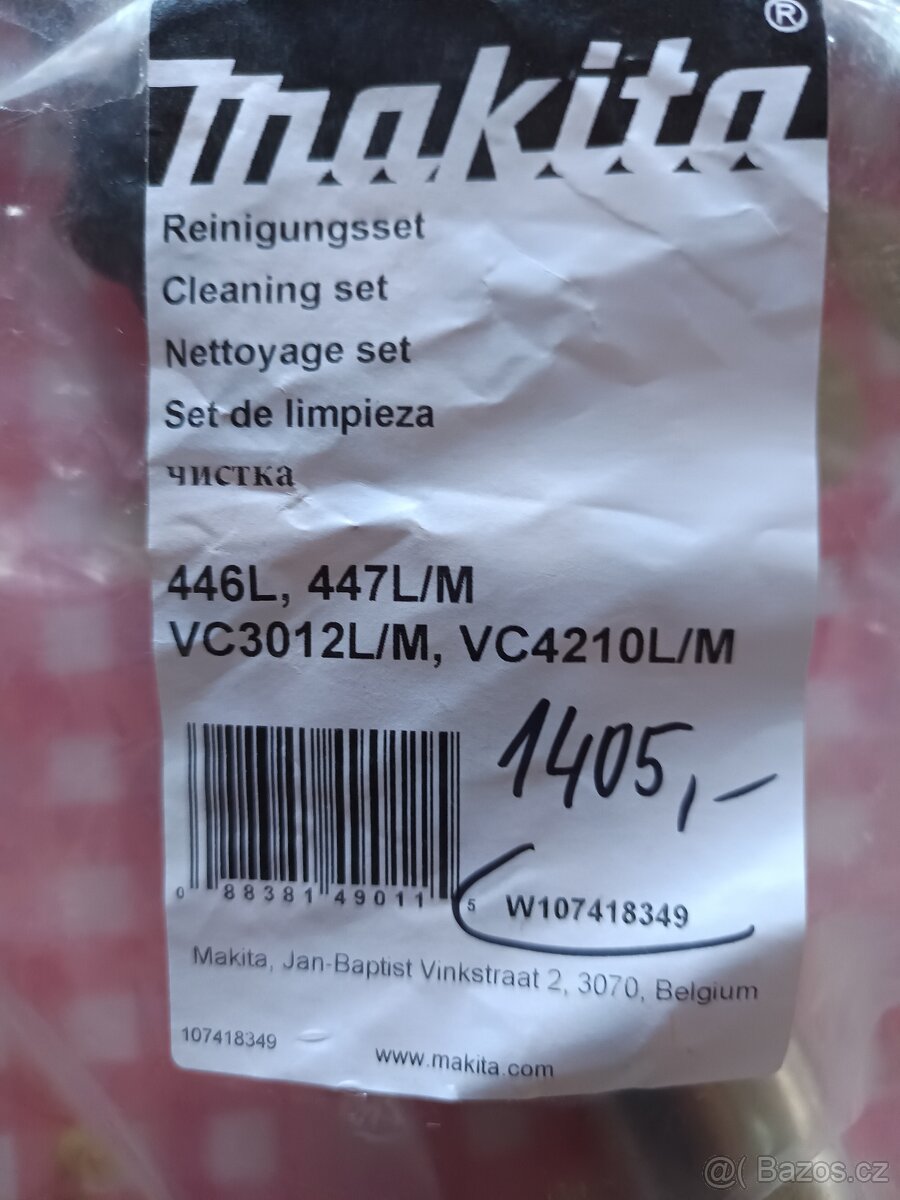 makita®
Reinigungsset
Cleaning set
Nettoyage set
Set de limpieza
чистка
446L, 447L/M
VC3012L/M, VC4210L/M
1405,-
0 88381 49011 5
W107418349
Makita, Jan-Baptist Vinkstraat 2, 3070, Belgium
107418349
www.makita.com
@( Bazos.cz